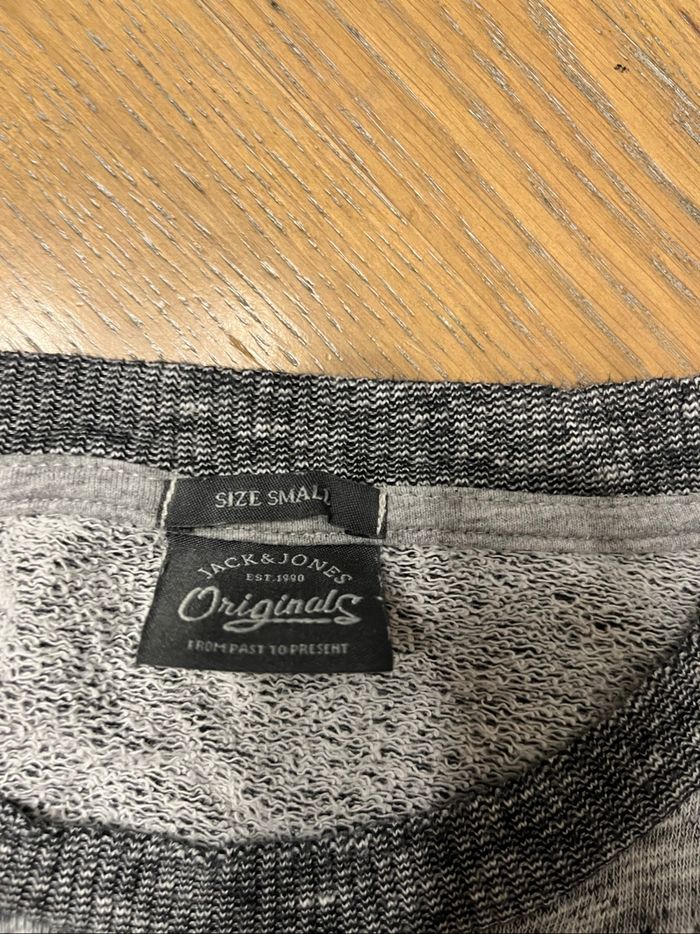 SIZE SMALL
JACK&JONES
EST.1990
Originals
FROM PAST TO PRESENT